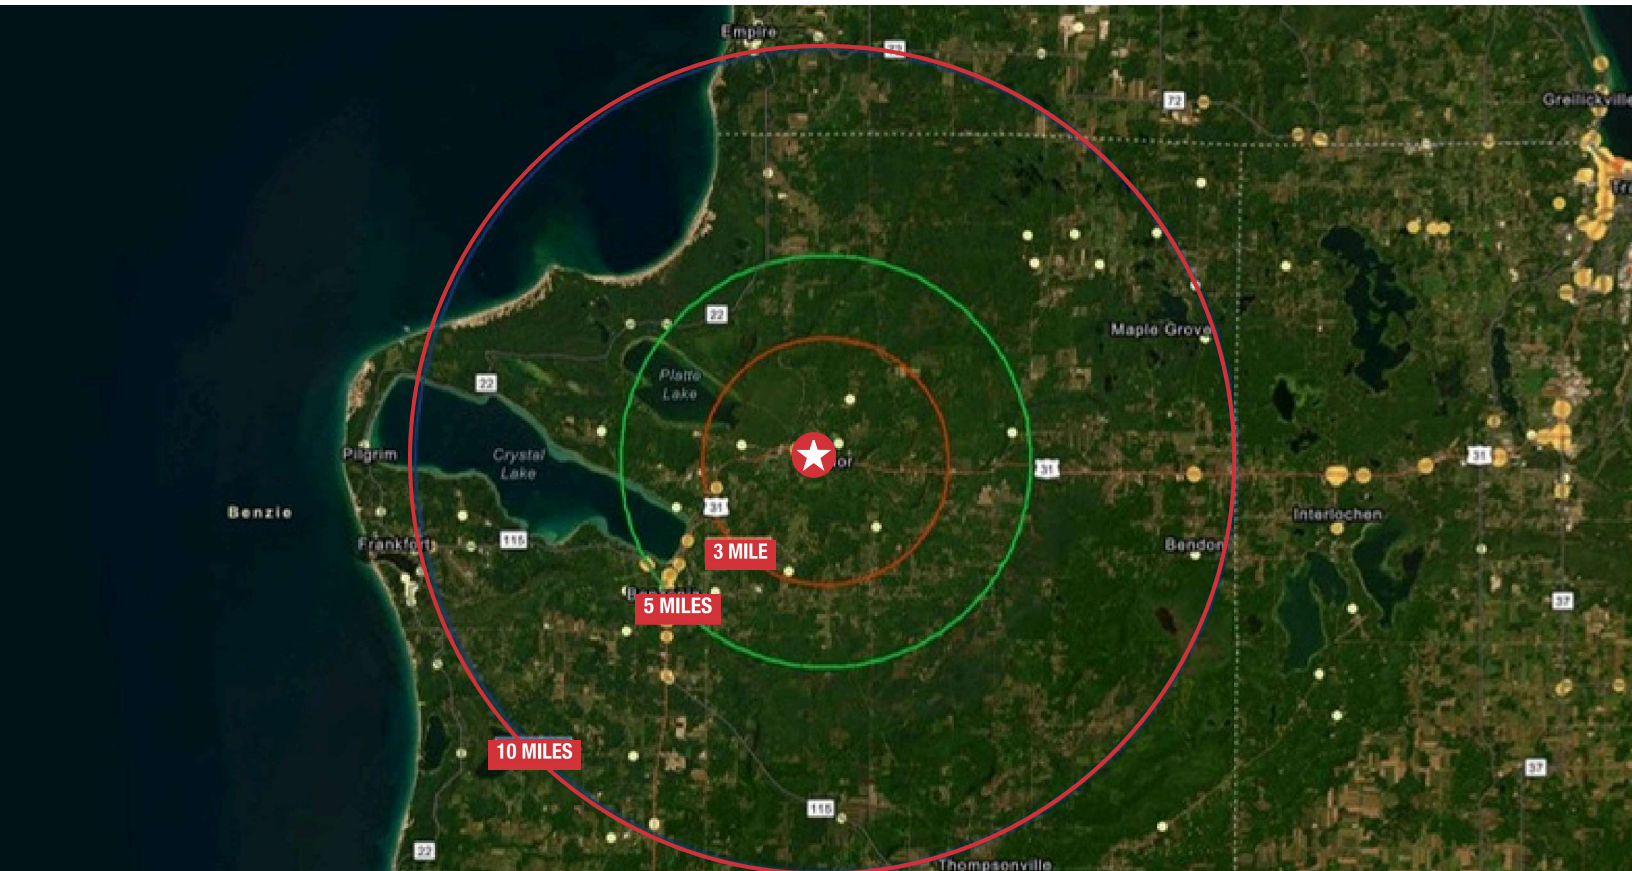 Empire
72
72
Greilickville
22
Maple Grove
Platte
Lake
22
Pilgrim
Crystal
Lake
or
31
31
31
Benzie
Interlochen
115
Frankfort
Bendon
3 MILE
5 MILES
37
10 MILES
37
115
22
Thompsonville